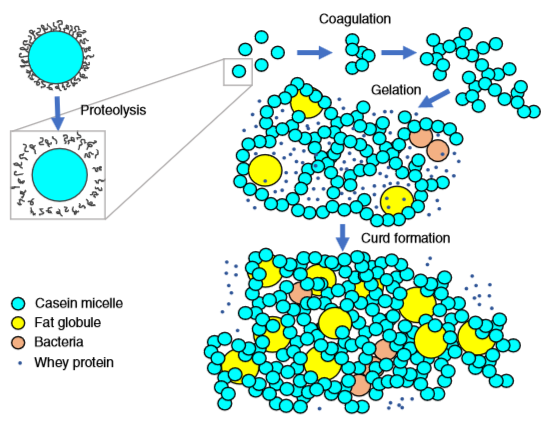 Coagulation
Proteolysis
Gelation
Curd formation
Casein micelle
Fat globule
Bacteria
Whey protein